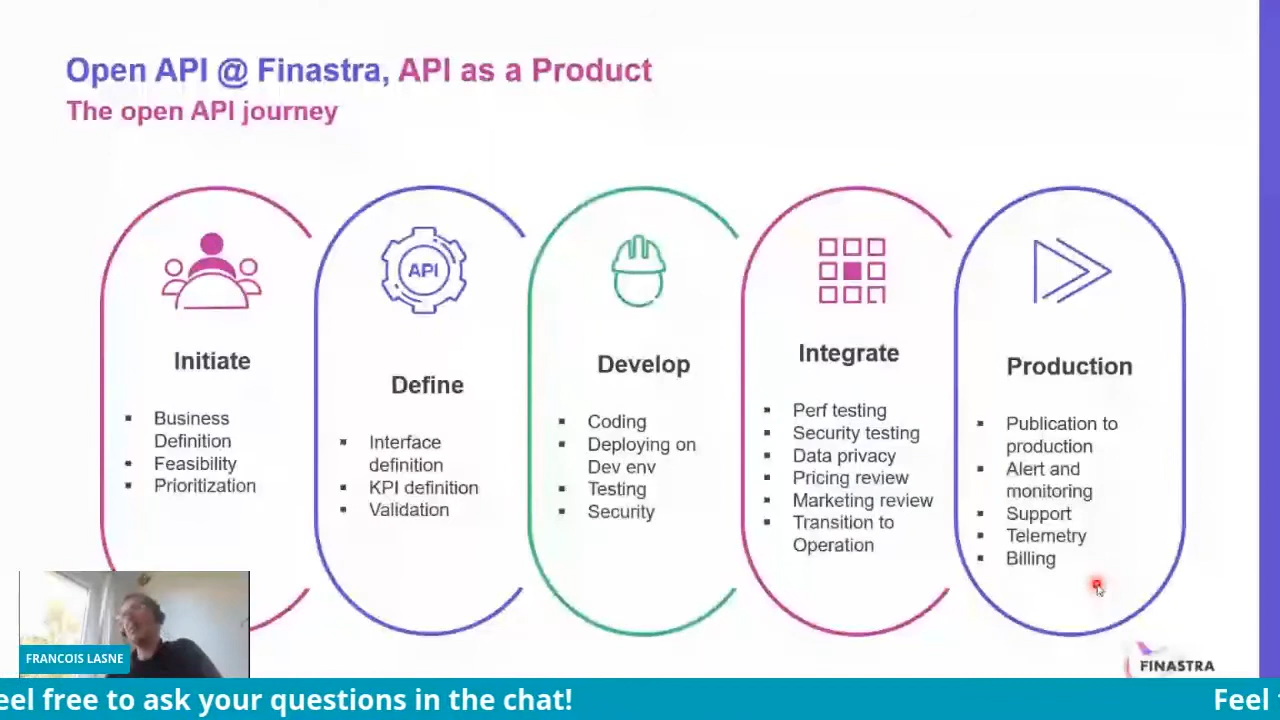 Open API @ Finastra, API as a Product
The open API journey
API
Initiate
▪ Business
Definition
▪ Feasibility
▪ Prioritization
Define
▪ Interface
definition
▪ KPI definition
▪ Validation
Develop
▪ Coding
▪ Deploying on
Dev env
▪ Testing
▪ Security
Integrate
▪ Perf testing
▪ Security testing
▪ Data privacy
▪ Pricing review
▪ Marketing review
▪ Transition to
Operation
Production
▪ Publication to
production
▪ Alert and
monitoring
▪ Support
▪ Telemetry
▪ Billing
FRANCOIS LASNE
FINASTRA
eel free to ask your questions in the chat!
Feel